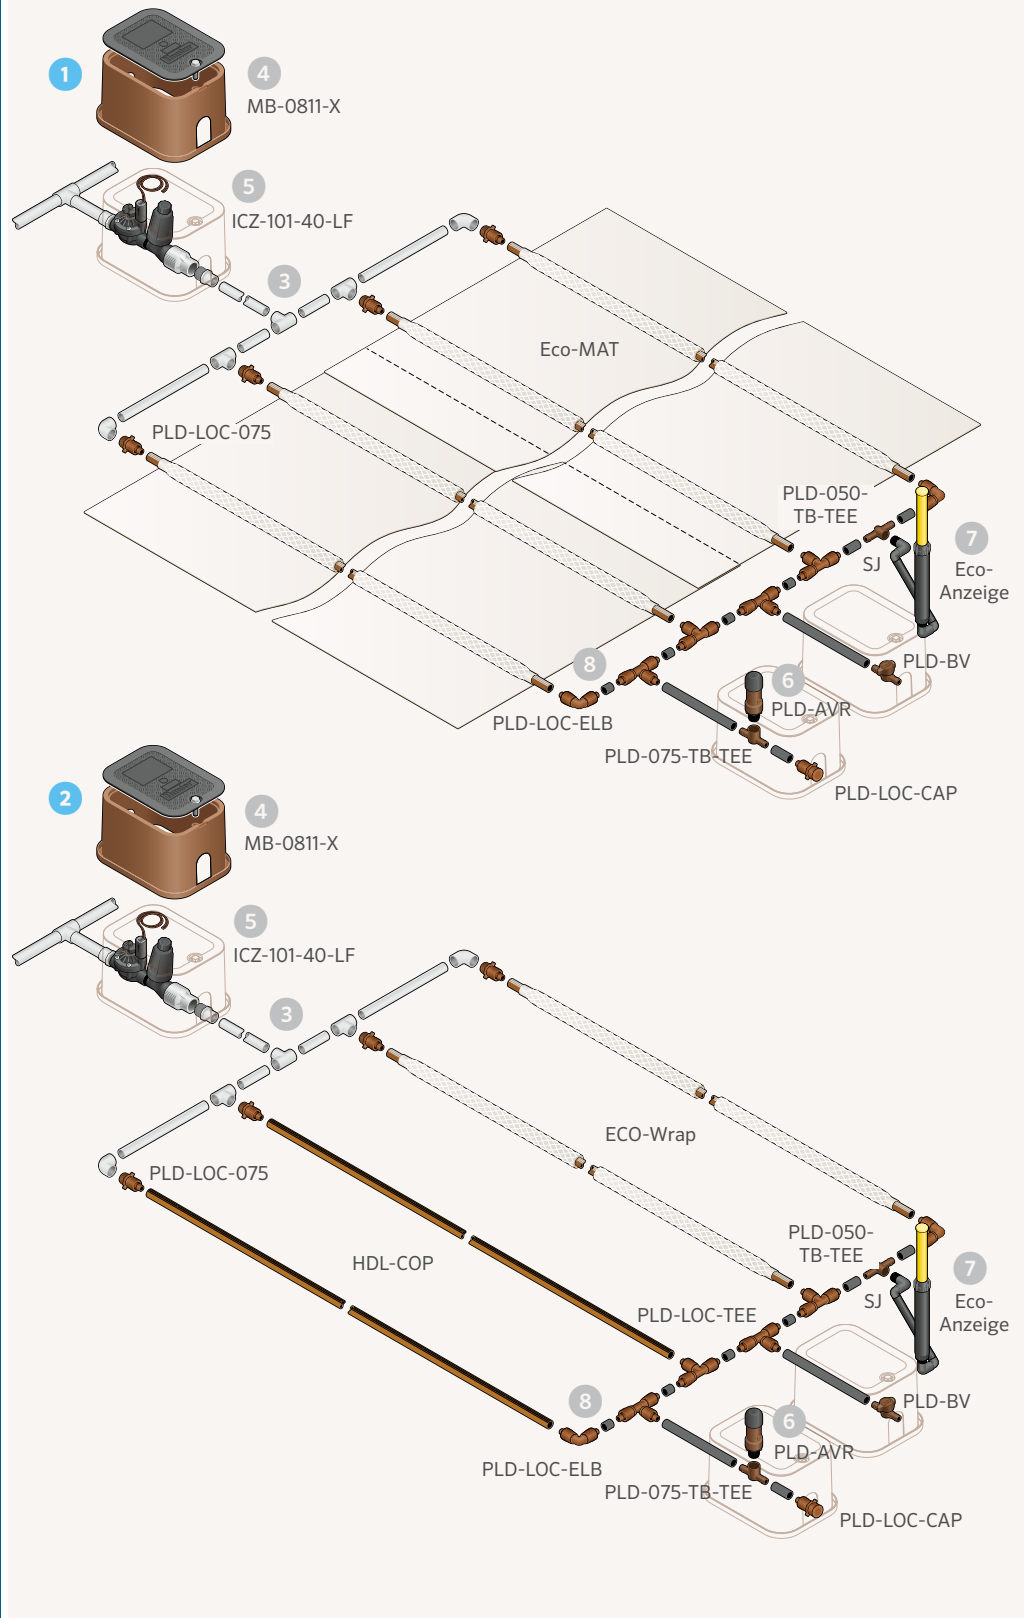 1
4
MB-0811-X
5
ICZ-101-40-LF
3
Eco-MAT
PLD-LOC-075
PLD-050-
TB-TEE
7
SJ
Eco-
Anzeige
8
PLD-BV
6
PLD-AVR
PLD-LOC-ELB
PLD-075-TB-TEE
PLD-LOC-CAP
2
4
MB-0811-X
5
ICZ-101-40-LF
3
ECO-Wrap
PLD-LOC-075
PLD-050-
TB-TEE
HDL-COP
7
SJ
Eco-
Anzeige
PLD-LOC-TEE
8
PLD-BV
6
PLD-AVR
PLD-LOC-ELB
PLD-075-TB-TEE
PLD-LOC-CAP